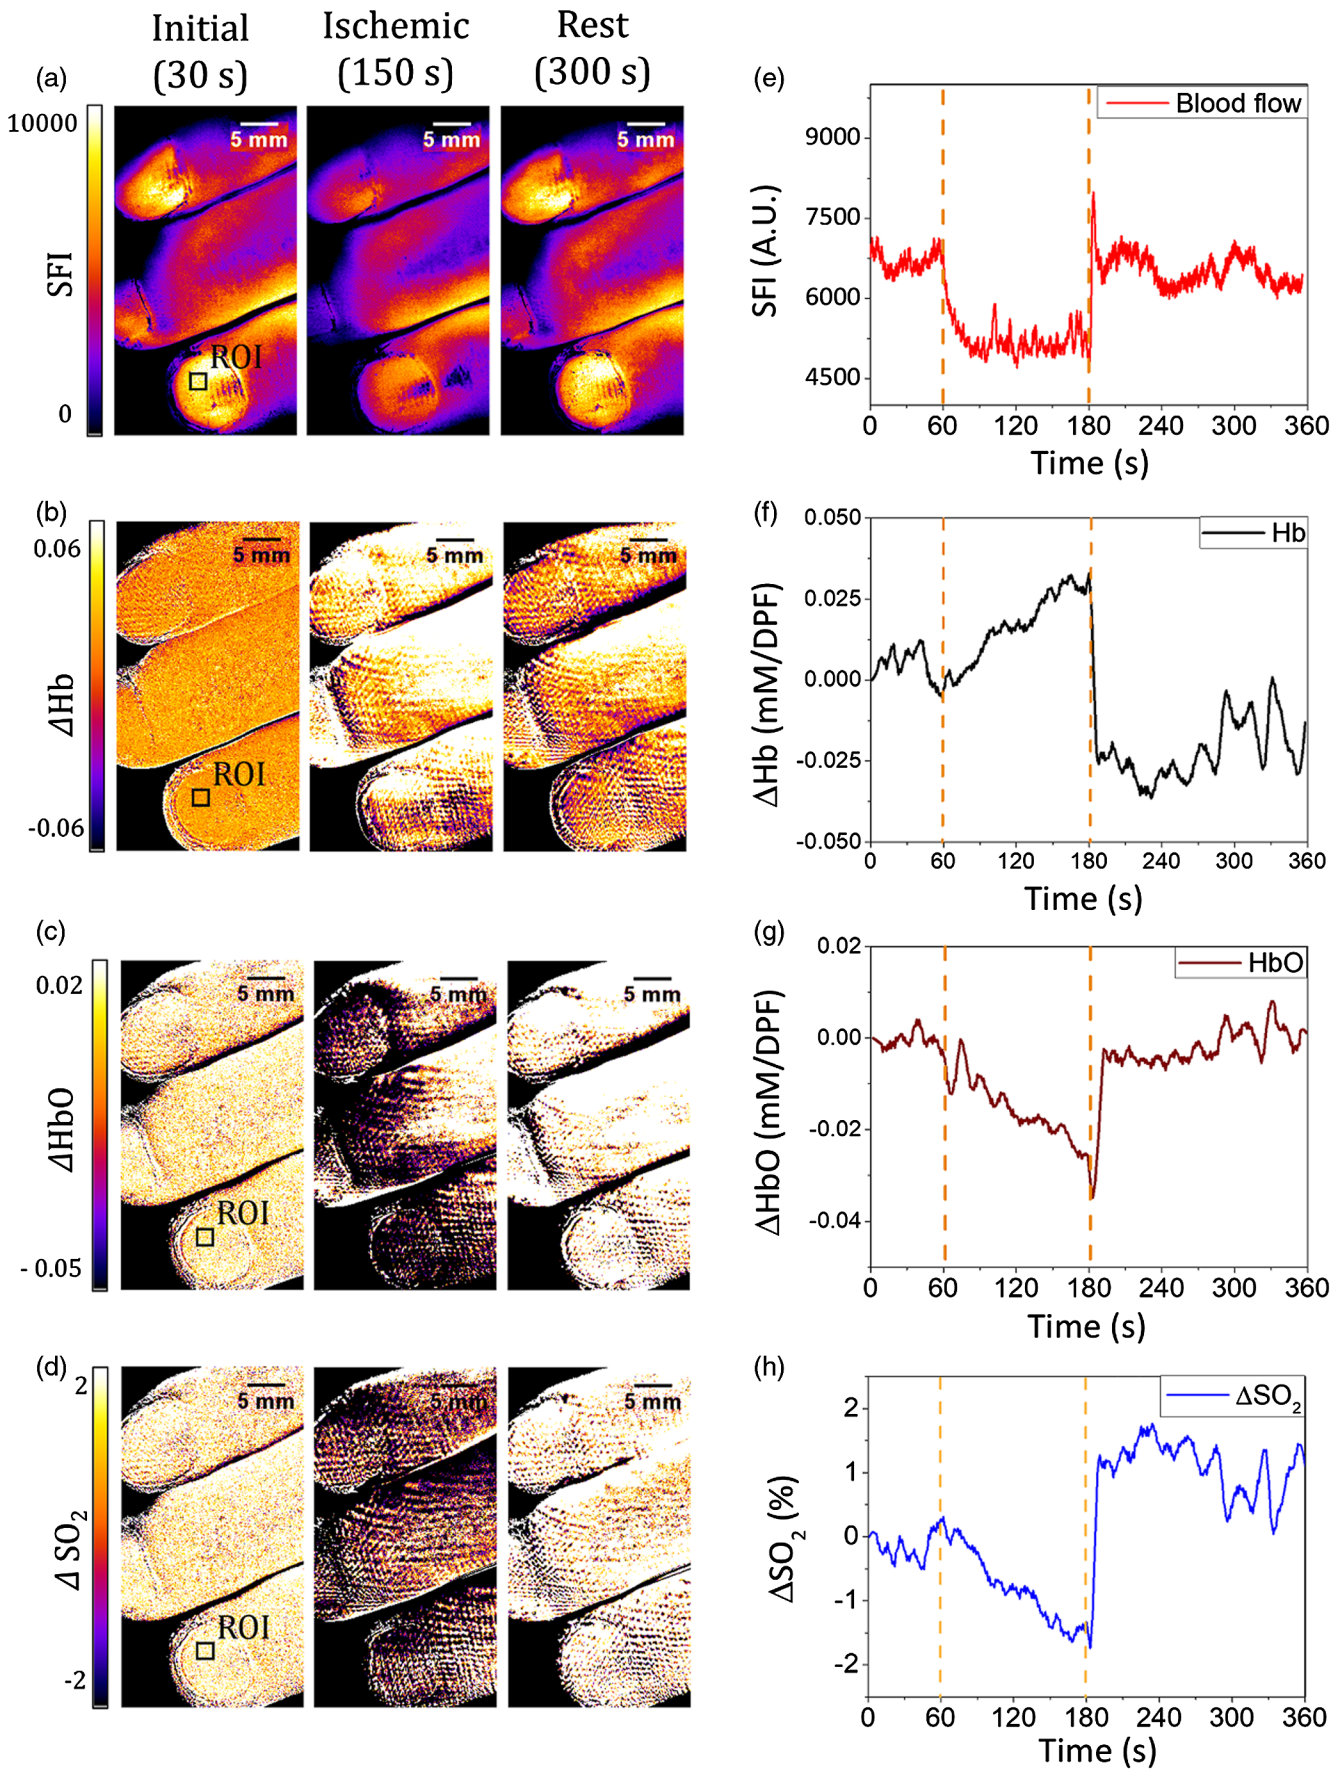 Initial
(30 s)
Ischemic
(150 s)
Rest
(300 s)
(a)
10000
SFI
0
5 mm
5 mm
5 mm
ROI
(b)
0.06
ΔHb
-0.06
5 mm
5 mm
5 mm
ROI
(c)
0.02
ΔHbO
- 0.05
5 mm
5 mm
5 mm
ROI
(d)
2
Δ SO2
-2
5 mm
5 mm
5 mm
ROI
(e)
Blood flow
9000
7500
6000
4500
SFI (A.U.)
0 60 120 180 240 300 360
Time (s)
(f)
Hb
0.050
0.025
0.000
-0.025
-0.050
ΔHb (mM/DPF)
0 60 120 180 240 300 360
Time (s)
(g)
HbO
0.02
0.00
-0.02
-0.04
ΔHbO (mM/DPF)
0 60 120 180 240 300 360
Time (s)
(h)
ΔSO2
2
1
0
-1
-2
ΔSO2 (%)
0 60 120 180 240 300 360
Time (s)